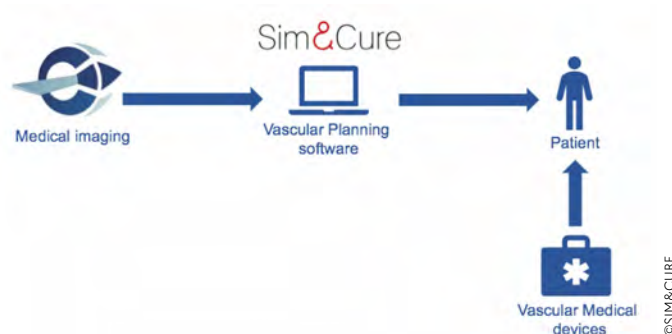 Sim&Cure
Medical imaging
Vascular Planning
software
Patient
Vascular Medical
devices
©SIM&CURE